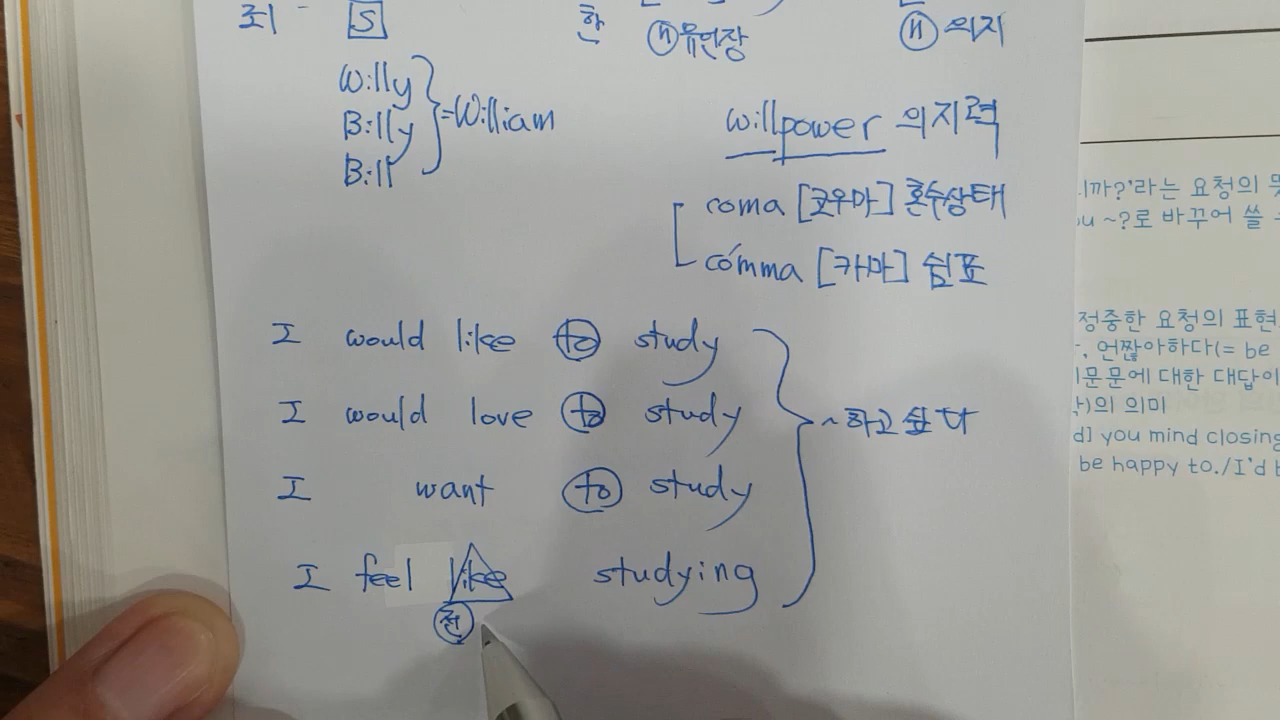 죄 - S
한 ⓝ유언장 ⓝ 의지
Willy
Billy
Bill
=William
willpower 의지력
coma [코우마] 혼수상태
cómma [카마] 쉼표
I would like to study
I would love to study
I want to study
I feel like studying
전
~하고 싶다
니까?'라는 요청의 뜻
ou ~?로 바꾸어 쓸
정중한 요청의 표현
, 언짢아하다(= be
문문에 대한 대답이
)의 의미
d] you mind closing
be happy to./I'd b